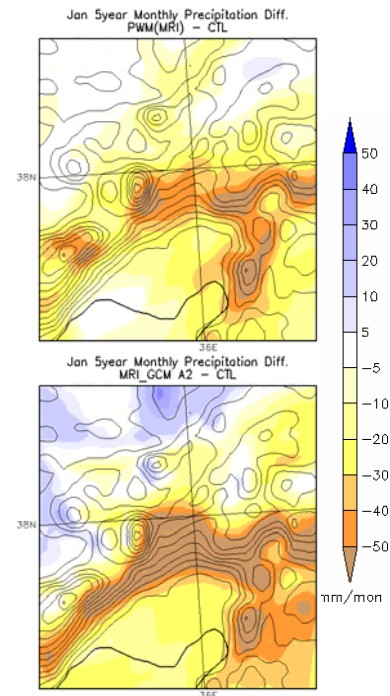 Jan 5year Monthly Precipitation Diff.
PWM(MRI) – CTL
38N
36E
50
40
30
20
10
5
−5
−10
−20
−30
−40
−50
mm/mon
Jan 5year Monthly Precipitation Diff.
MRI_GCM A2 – CTL
38N
36E